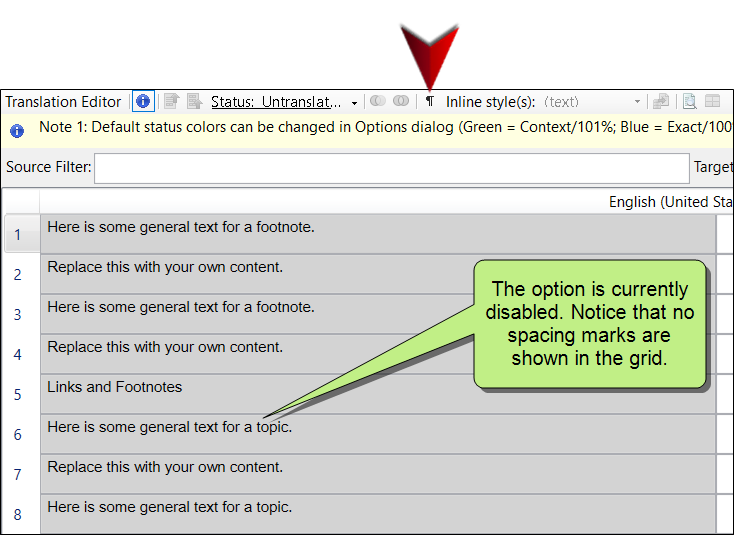 Translation Editor Status: Untranslat... ¶ Inline style(s): (text)
Note 1: Default status colors can be changed in Options dialog (Green = Context/101%; Blue = Exact/100
Source Filter: Target
English (United Sta
1 Here is some general text for a footnote.
2 Replace this with your own content.
3 Here is some general text for a footnote.
4 Replace this with your own content.
5 Links and Footnotes
6 Here is some general text for a topic.
7 Replace this with your own content.
8 Here is some general text for a topic.
The option is currently
disabled. Notice that no
spacing marks are
shown in the grid.